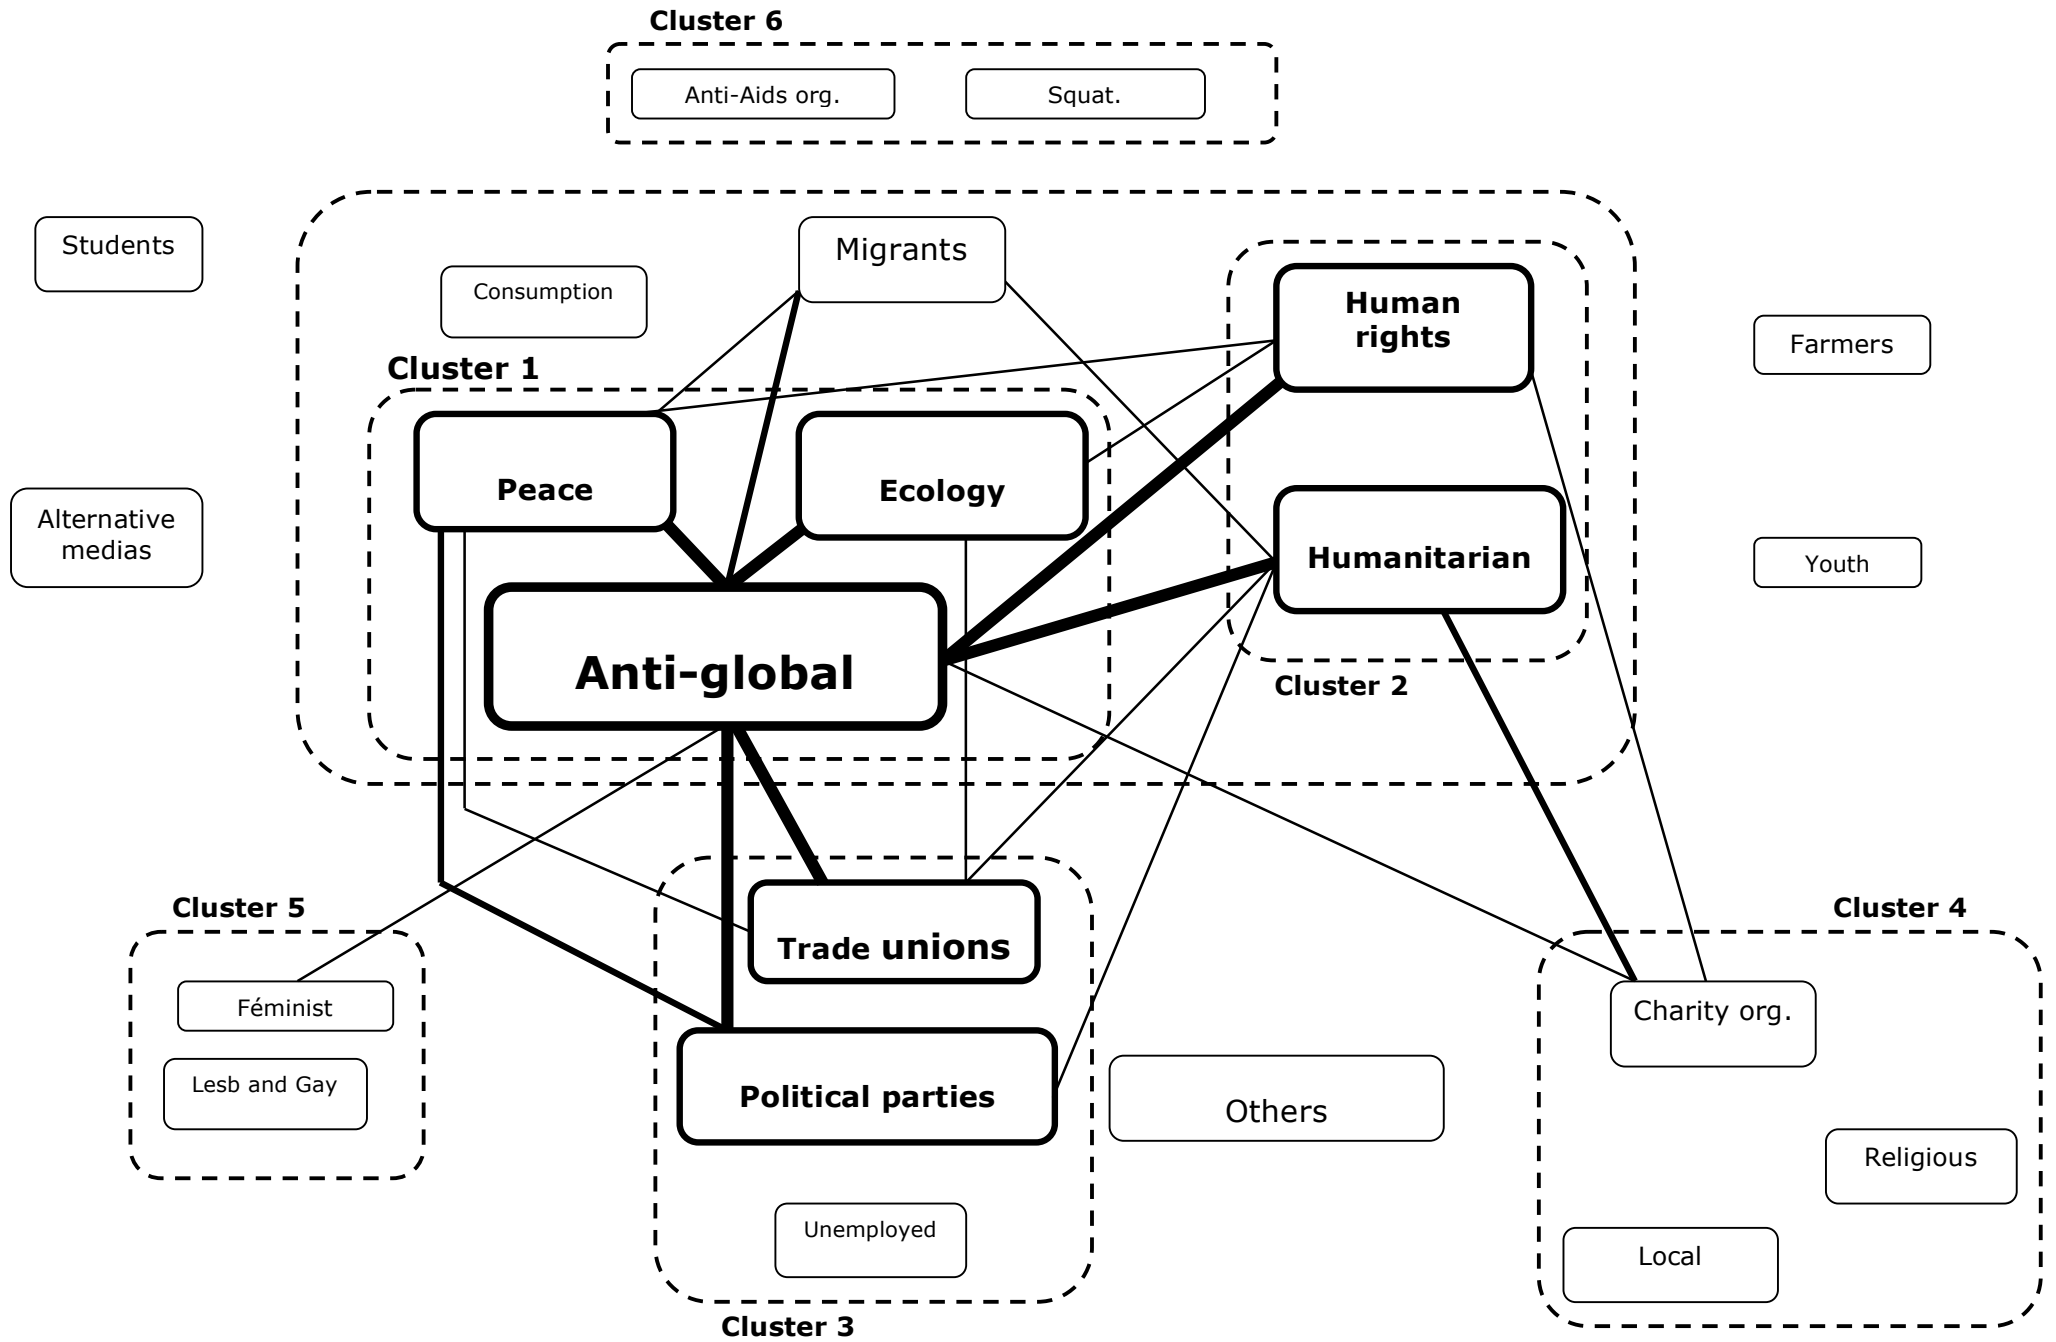 Cluster 6
Anti-Aids org.
Squat.
Students
Migrants
Consumption
Human
rights
Farmers
Cluster 1
Peace
Ecology
Alternative
medias
Humanitarian
Youth
Anti-global
Cluster 2
Cluster 5
Cluster 4
Trade unions
Féminist
Charity org.
Lesb and Gay
Political parties
Others
Religious
Unemployed
Local
Cluster 3